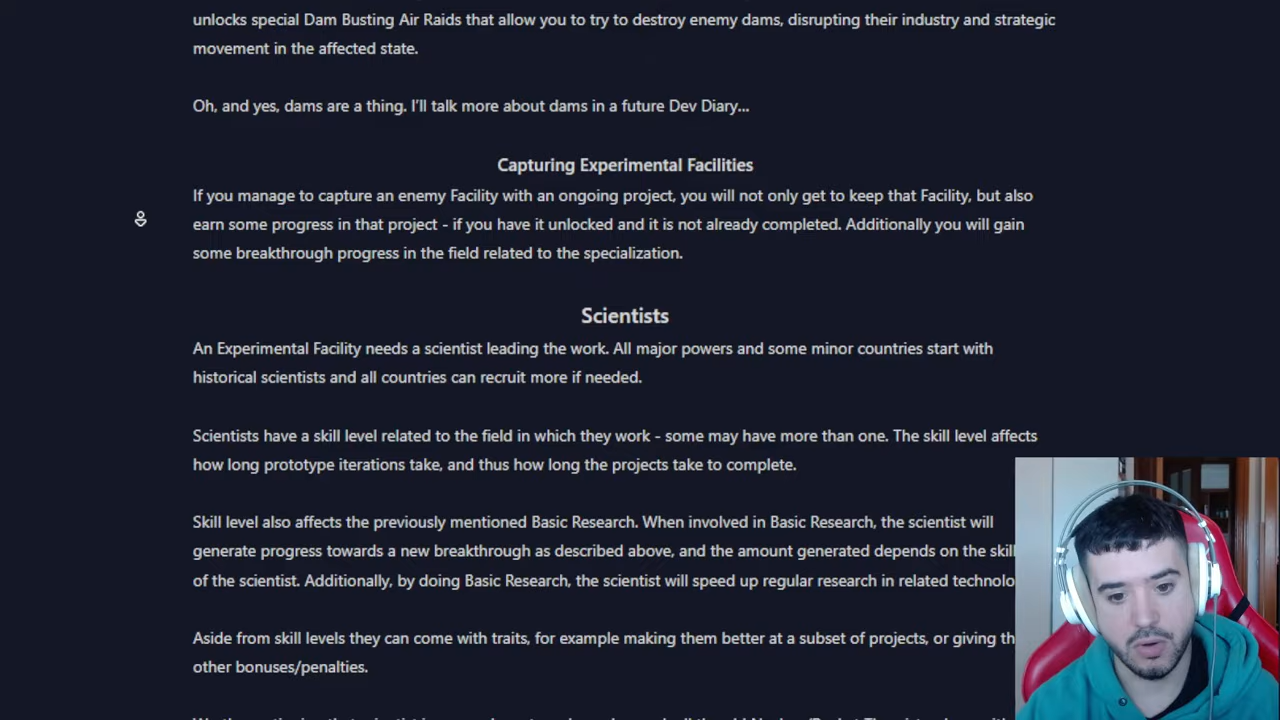 unlocks special Dam Busting Air Raids that allow you to try to destroy enemy dams, disrupting their industry and strategic
movement in the affected state.
Oh, and yes, dams are a thing. I'll talk more about dams in a future Dev Diary...
Capturing Experimental Facilities
If you manage to capture an enemy Facility with an ongoing project, you will not only get to keep that Facility, but also
earn some progress in that project - if you have it unlocked and it is not already completed. Additionally you will gain
some breakthrough progress in the field related to the specialization.
Scientists
An Experimental Facility needs a scientist leading the work. All major powers and some minor countries start with
historical scientists and all countries can recruit more if needed.
Scientists have a skill level related to the field in which they work - some may have more than one. The skill level affects
how long prototype iterations take, and thus how long the projects take to complete.
Skill level also affects the previously mentioned Basic Research. When involved in Basic Research, the scientist will
generate progress towards a new breakthrough as described above, and the amount generated depends on the skill
of the scientist. Additionally, by doing Basic Research, the scientist will speed up regular research in related technolo
Aside from skill levels they can come with traits, for example making them better at a subset of projects, or giving th
other bonuses/penalties.